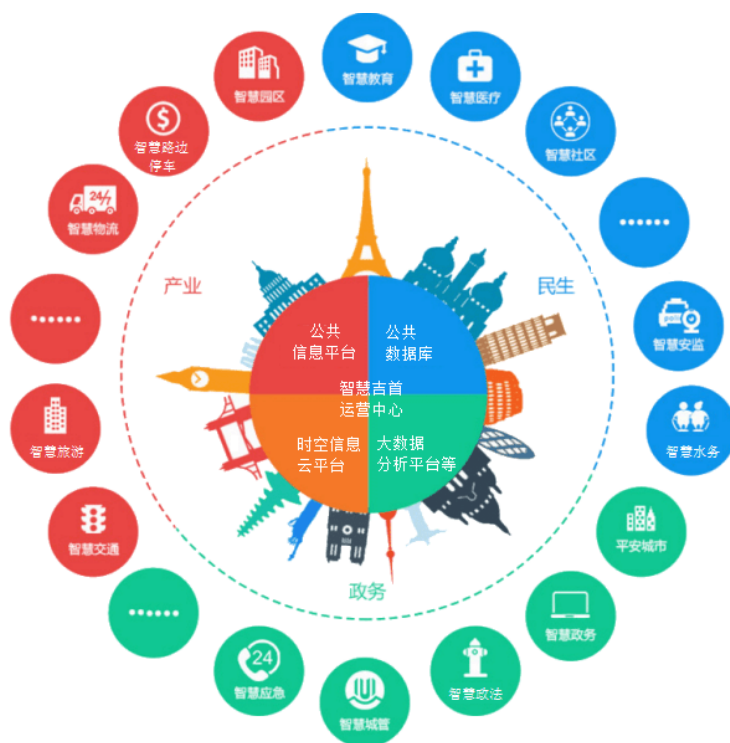 智慧教育
智慧园区
智慧医疗
$
智慧路边
停车
智慧社区
24/7
智慧物流
......
产业
民生
......
公共
信息平台
公共
数据库
智慧安监
智慧吉首
运营中心
时空信息
云平台
大数据
分析平台等
智慧旅游
智慧水务
智慧交通
平安城市
政务
......
智慧政务
24
智慧应急
智慧政法
智慧城管